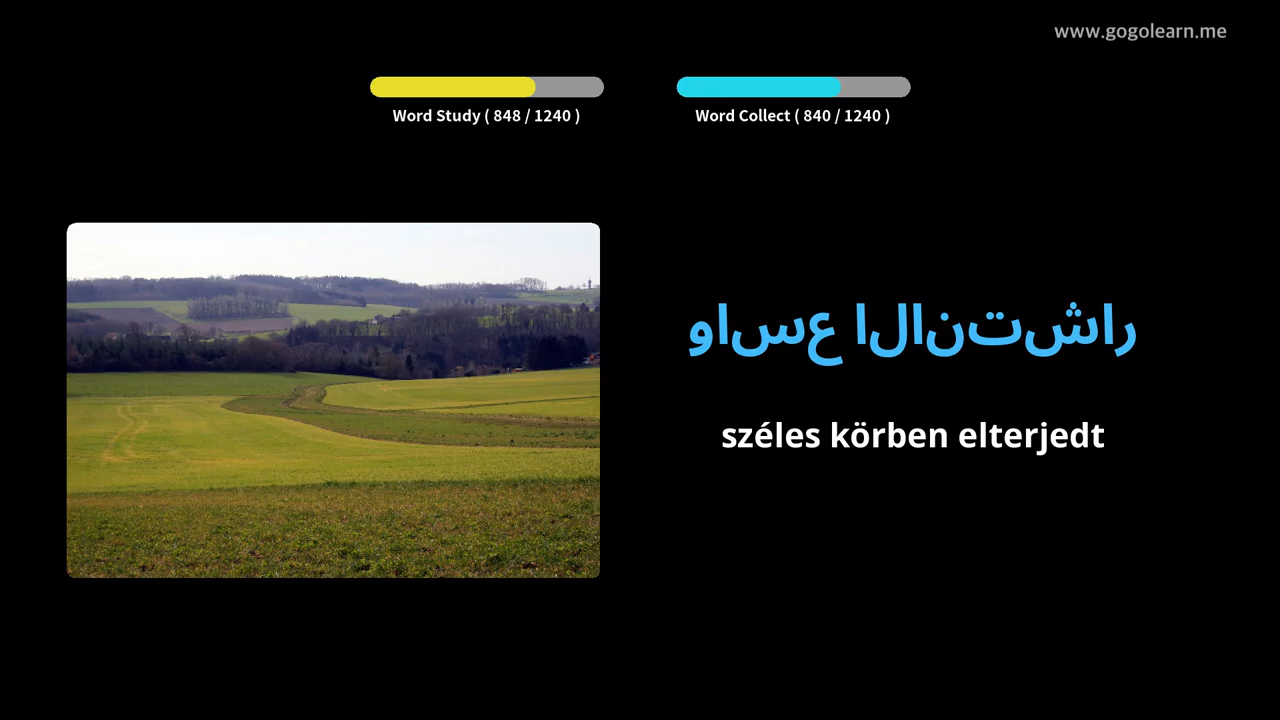 www.gogolearn.me
Word Study ( 848 / 1240 )
Word Collect ( 840 / 1240 )
واسع الانتشار
széles körben elterjedt